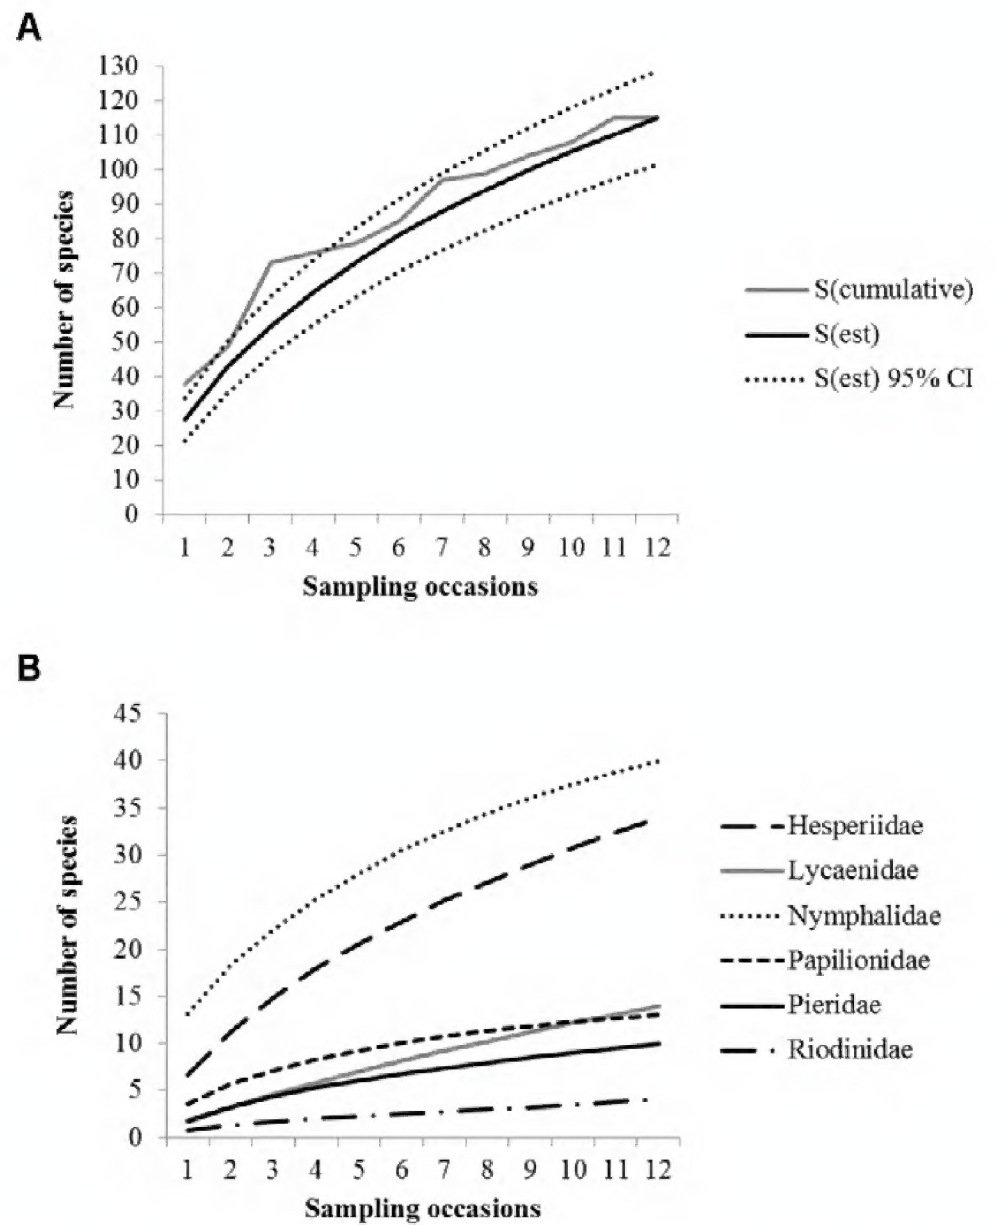 A
130
120
110
100
90
80
70
60
50
40
30
20
10
0
Number of species
1 2 3 4 5 6 7 8 9 10 11 12
Sampling occasions
S(cumulative)
S(est)
S(est) 95% CI
B
45
40
35
30
25
20
15
10
5
0
Number of species
1 2 3 4 5 6 7 8 9 10 11 12
Sampling occasions
Hesperiidae
Lycaenidae
Nymphalidae
Papilionidae
Pieridae
Riodinidae